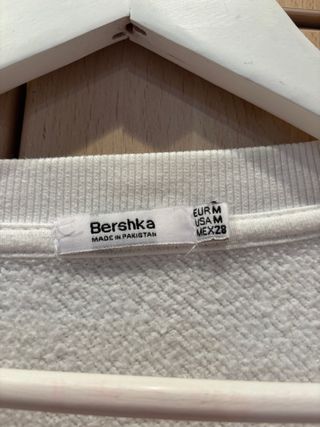 Bershka
MADE IN PAKISTAN
EUR M
USA M
MEX 28